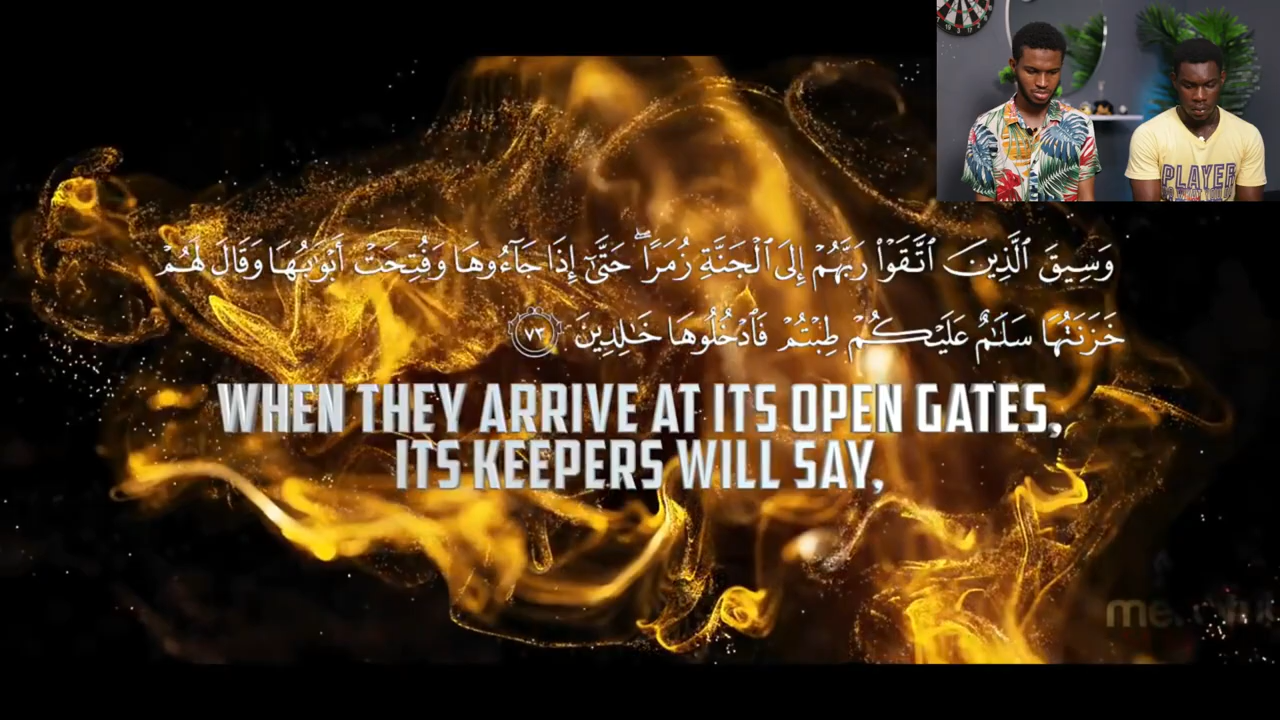 وَسِيقَ ٱلَّذِينَ ٱتَّقَوْا۟ رَبَّهُمْ إِلَى ٱلْجَنَّةِ زُمَرًا ۖ حَتَّىٰٓ إِذَا جَآءُوهَا وَفُتِحَتْ أَبْوَٰبُهَا وَقَالَ لَهُمْ
خَزَنَتُهَا سَلَـٰمٌ عَلَيْكُمْ طِبْتُمْ فَٱدْخُلُوهَا خَـٰلِدِينَ ٧٣
WHEN THEY ARRIVE AT ITS OPEN GATES,
ITS KEEPERS WILL SAY,
PLAYER